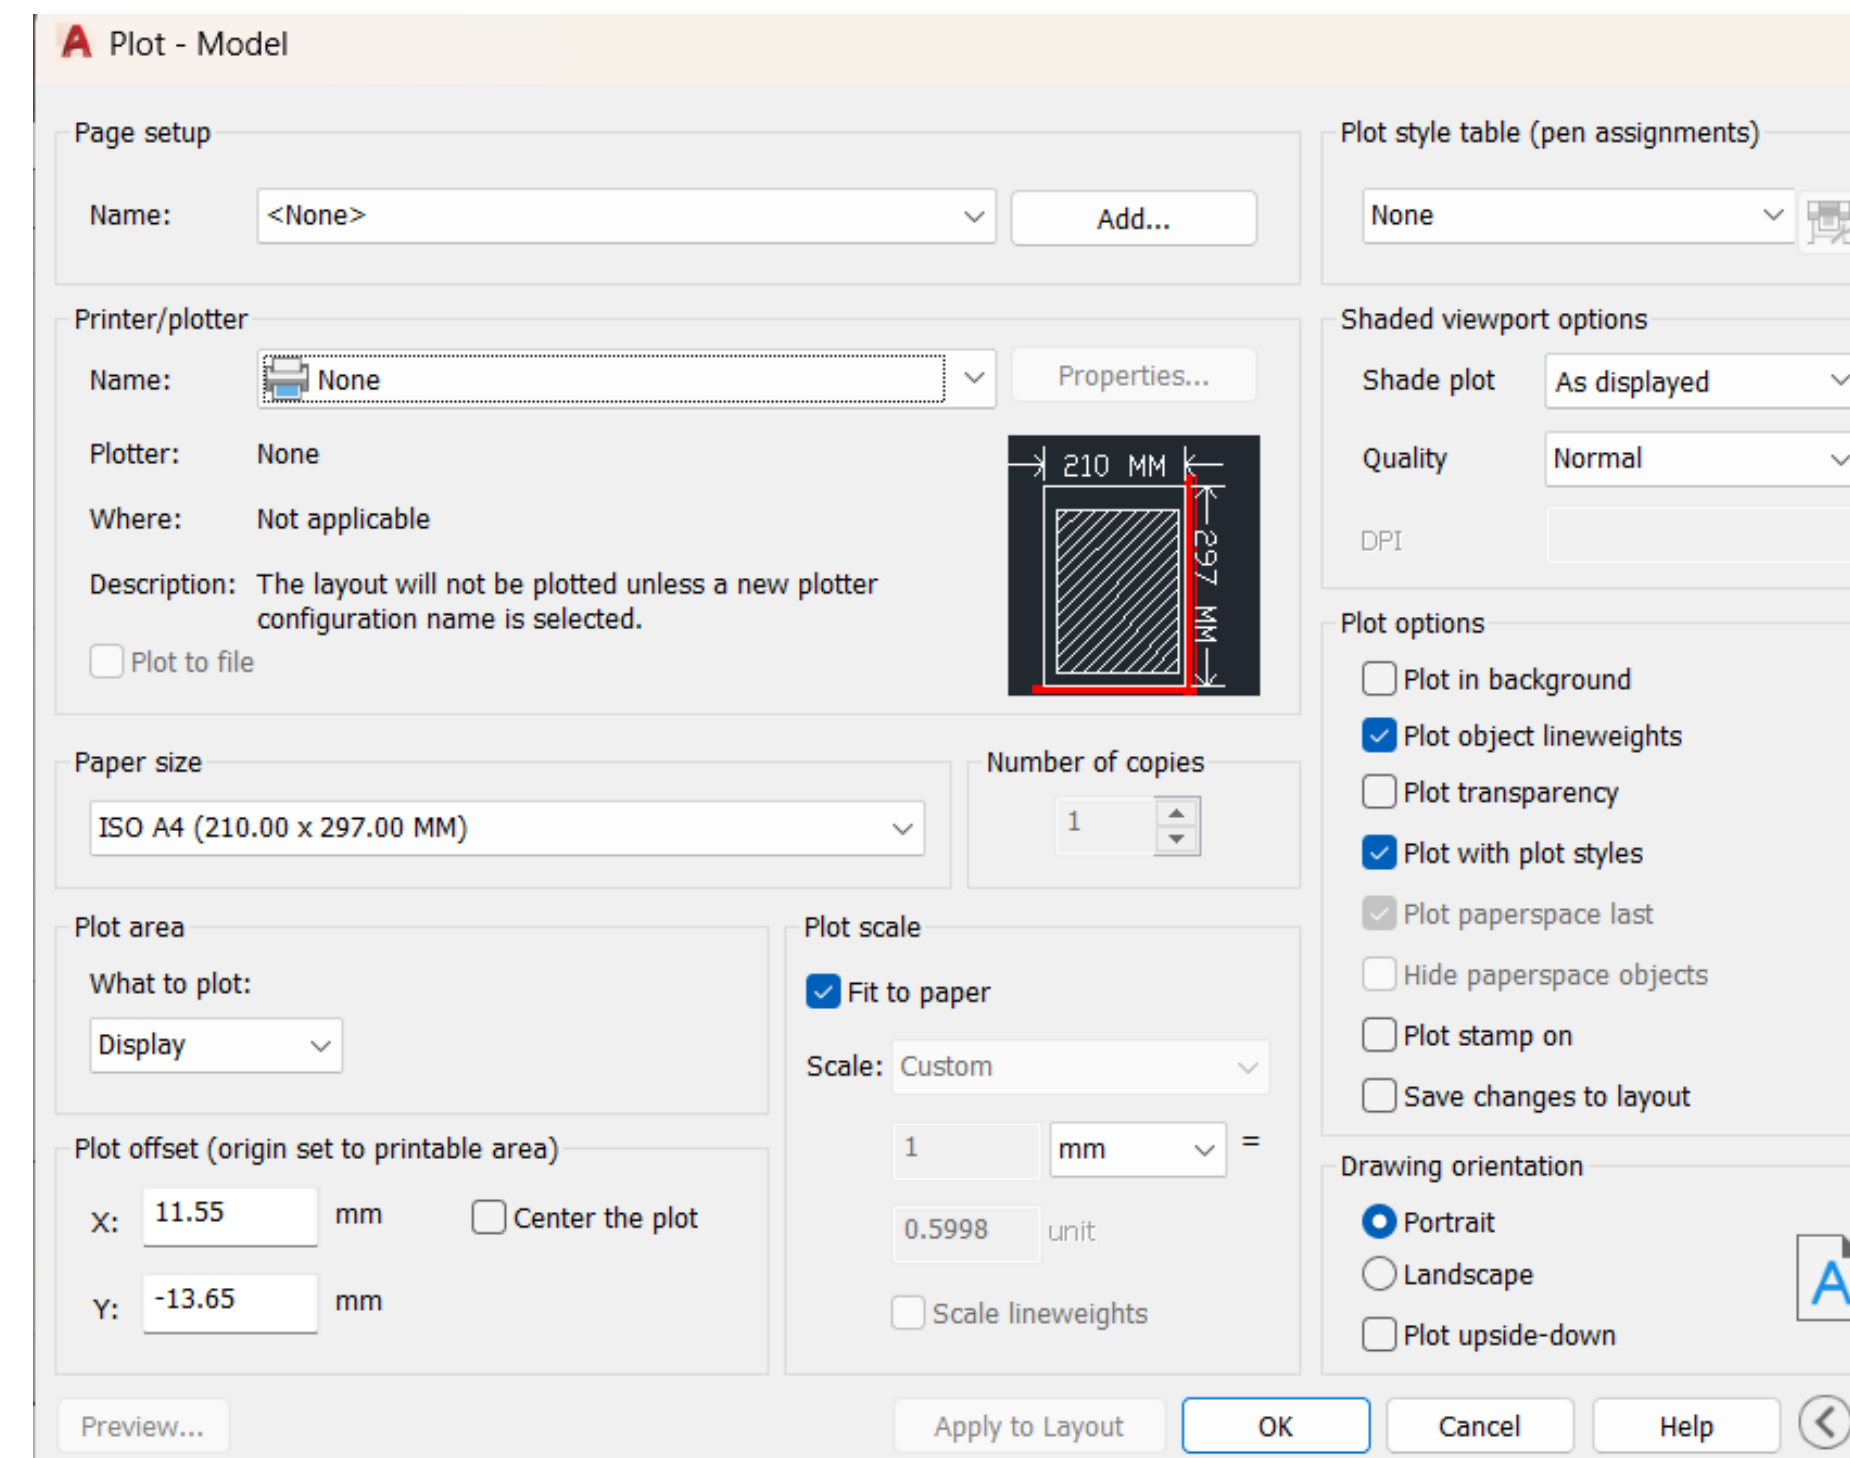 Plot - Model
Page setup
Name:
<None>
Add...
Printer/plotter
Name:
None
Properties...
Plotter:
None
Where:
Not applicable
Description:
The layout will not be plotted unless a new plotter
configuration name is selected.
Plot to file
210 MM
297 MM
Paper size
ISO A4 (210.00 x 297.00 MM)
Number of copies
1
Plot area
What to plot:
Display
Plot offset (origin set to printable area)
X:
11.55
mm
Center the plot
Y:
-13.65
mm
Plot scale
Fit to paper
Scale:
Custom
1
mm
=
0.5998
unit
Scale lineweights
Plot style table (pen assignments)
None
Shaded viewport options
Shade plot
As displayed
Quality
Normal
DPI
Plot options
Plot in background
Plot object lineweights
Plot transparency
Plot with plot styles
Plot paperspace last
Hide paperspace objects
Plot stamp on
Save changes to layout
Drawing orientation
Portrait
Landscape
Plot upside-down
A
Preview...
Apply to Layout
OK
Cancel
Help